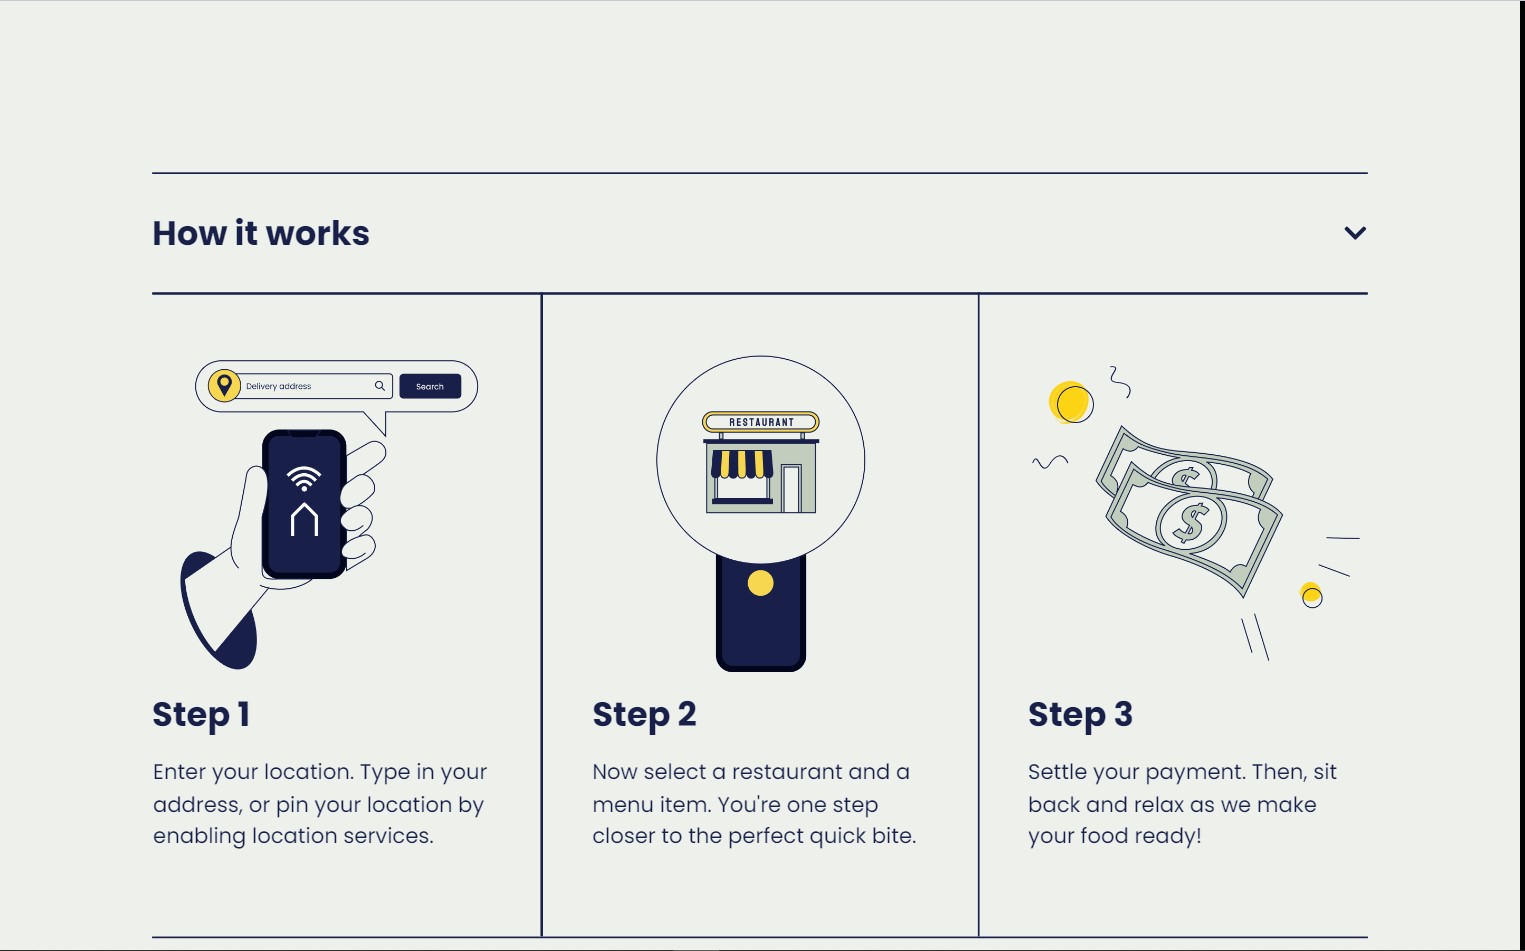 How it works
Delivery address
Search
Step 1
Enter your location. Type in your
address, or pin your location by
enabling location services.
RESTAURANT
Step 2
Now select a restaurant and a
menu item. You're one step
closer to the perfect quick bite.
Step 3
Settle your payment. Then, sit
back and relax as we make
your food ready!